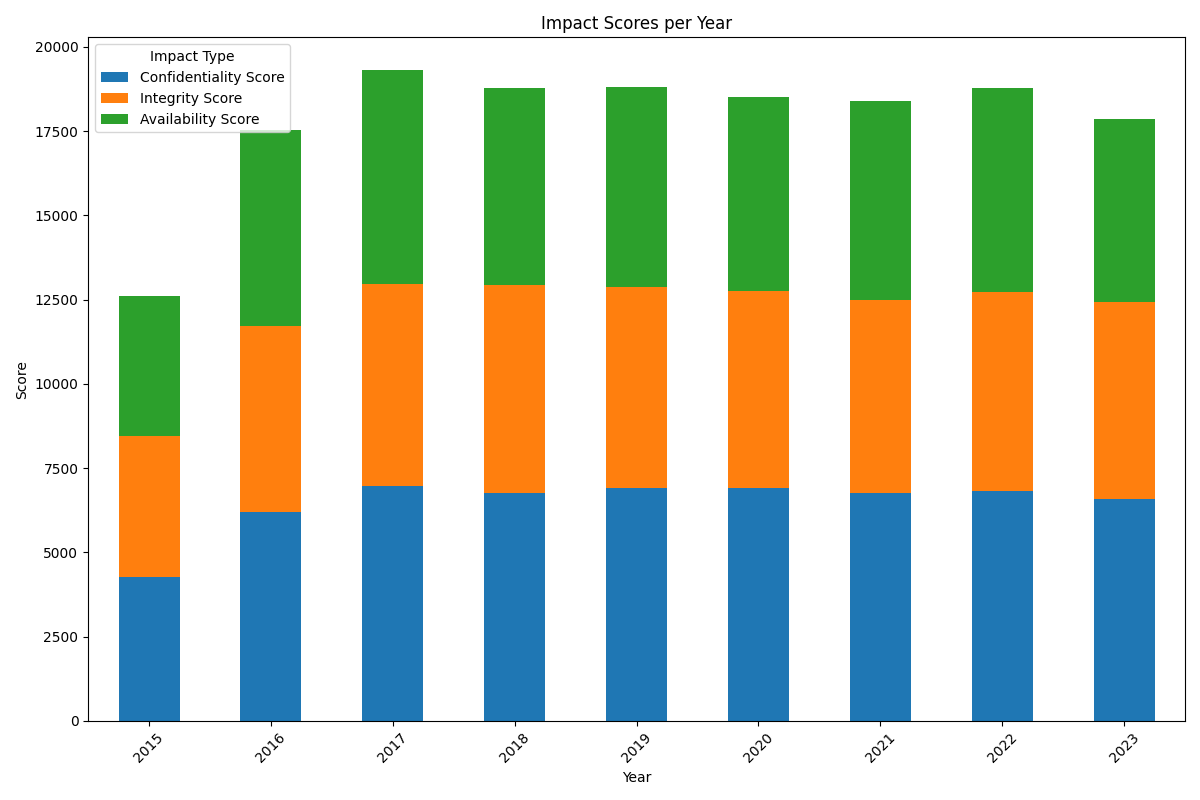 Impact Scores per Year
Impact Type
Confidentiality Score
Integrity Score
Availability Score
Score
20000
17500
15000
12500
10000
7500
5000
2500
0
2015 2016 2017 2018 2019 2020 2021 2022 2023
Year